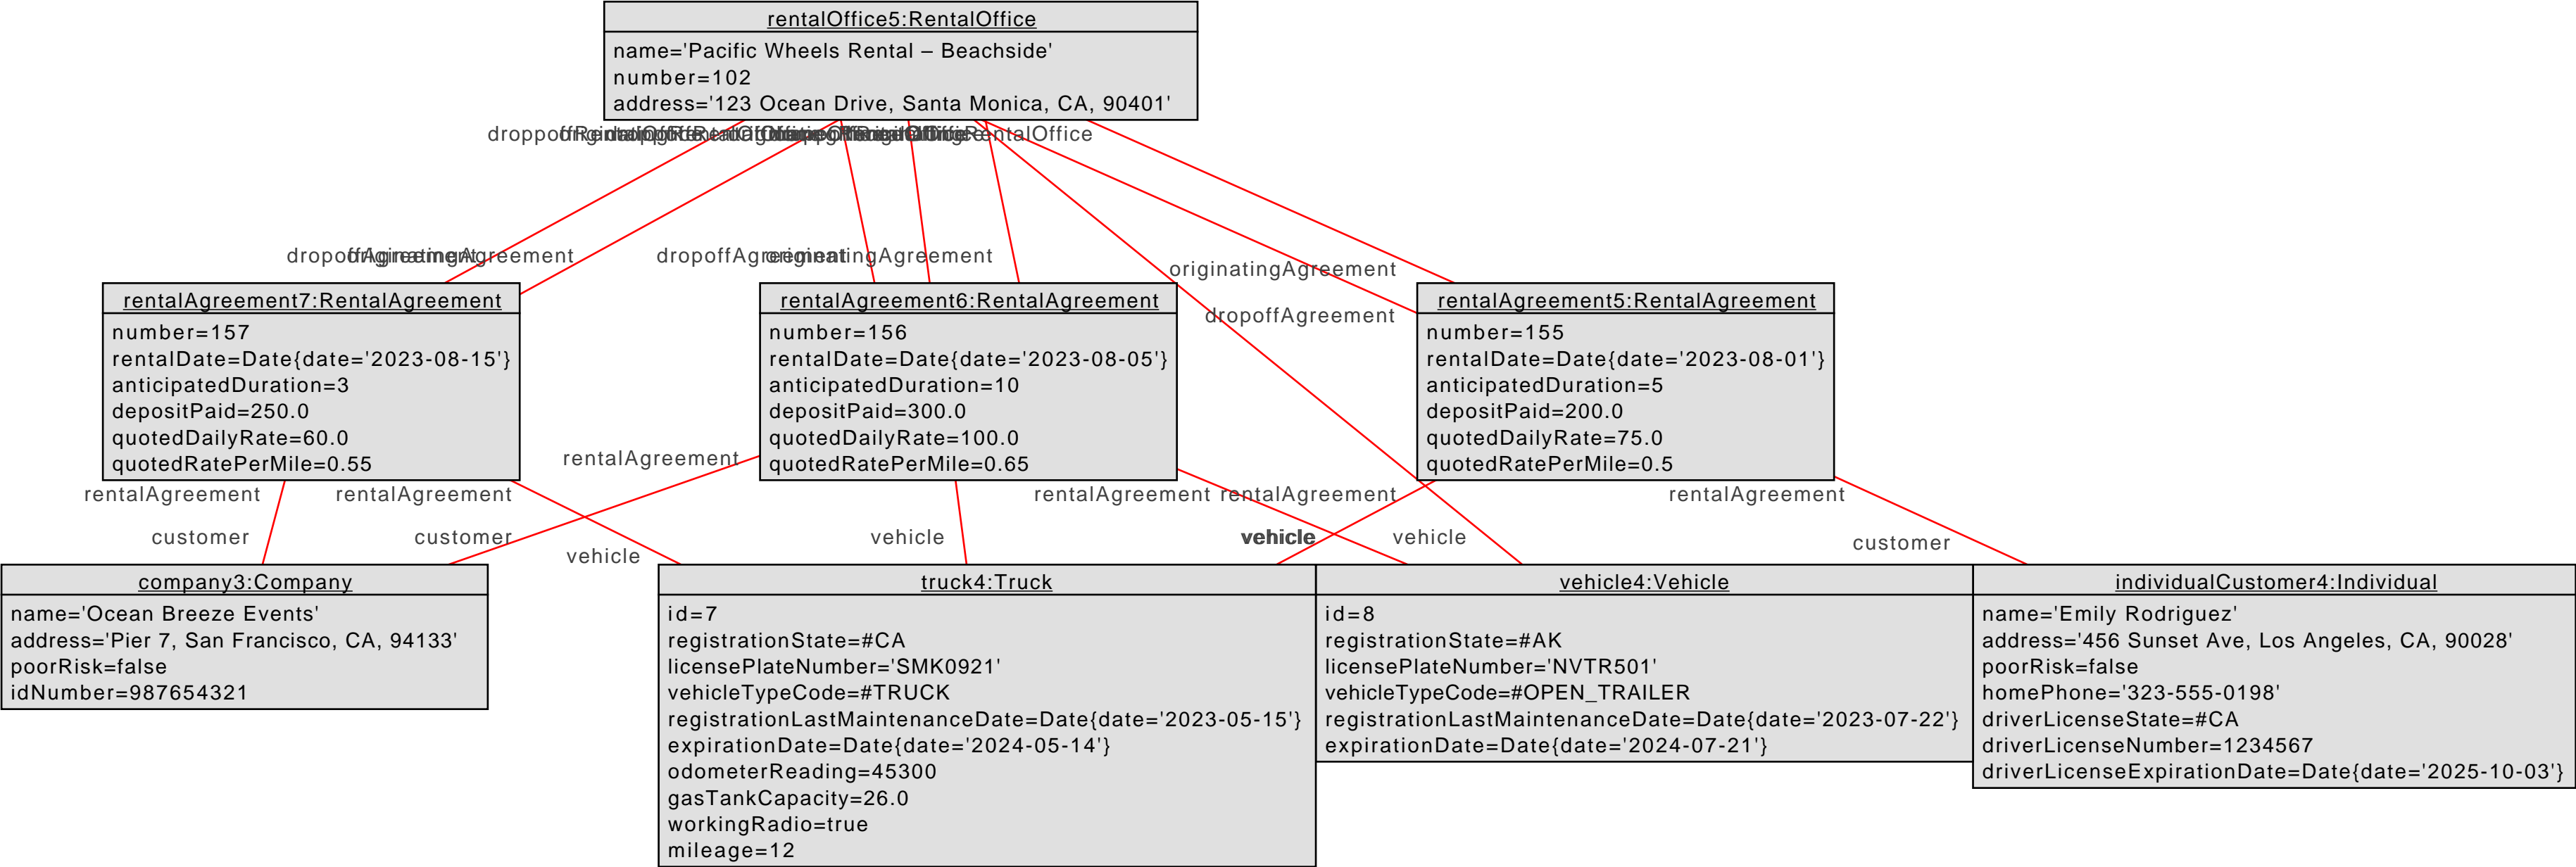 rentalOffice5:RentalOffice
name='Pacific Wheels Rental – Beachside'
number=102
address='123 Ocean Drive, Santa Monica, CA, 90401'
originatingAgreement
dropoffAgreement
rentalAgreement7:RentalAgreement
number=157
rentalDate=Date{date='2023-08-15'}
anticipatedDuration=3
depositPaid=250.0
quotedDailyRate=60.0
quotedRatePerMile=0.55
rentalAgreement6:RentalAgreement
number=156
rentalDate=Date{date='2023-08-05'}
anticipatedDuration=10
depositPaid=300.0
quotedDailyRate=100.0
quotedRatePerMile=0.65
rentalAgreement5:RentalAgreement
number=155
rentalDate=Date{date='2023-08-01'}
anticipatedDuration=5
depositPaid=200.0
quotedDailyRate=75.0
quotedRatePerMile=0.5
rentalAgreement
rentalAgreement
rentalAgreement
rentalAgreement
rentalAgreement
rentalAgreement
customer
customer
vehicle
vehicle
vehicle
vehicle
customer
company3:Company
name='Ocean Breeze Events'
address='Pier 7, San Francisco, CA, 94133'
poorRisk=false
idNumber=987654321
truck4:Truck
id=7
registrationState=#CA
licensePlateNumber='SMK0921'
vehicleTypeCode=#TRUCK
registrationLastMaintenanceDate=Date{date='2023-05-15'}
expirationDate=Date{date='2024-05-14'}
odometerReading=45300
gasTankCapacity=26.0
workingRadio=true
mileage=12
vehicle4:Vehicle
id=8
registrationState=#AK
licensePlateNumber='NVTR501'
vehicleTypeCode=#OPEN_TRAILER
registrationLastMaintenanceDate=Date{date='2023-07-22'}
expirationDate=Date{date='2024-07-21'}
individualCustomer4:Individual
name='Emily Rodriguez'
address='456 Sunset Ave, Los Angeles, CA, 90028'
poorRisk=false
homePhone='323-555-0198'
driverLicenseState=#CA
driverLicenseNumber=1234567
driverLicenseExpirationDate=Date{date='2025-10-03'}